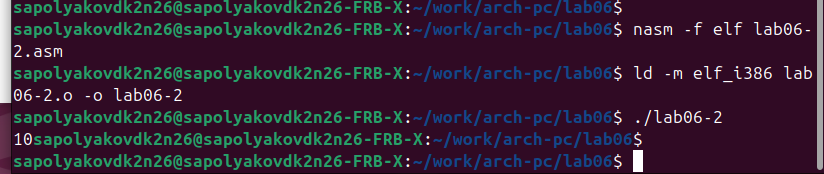 sapolyakovdk2n26@sapolyakovdk2n26-FRB-X:~/work/arch-pc/lab06$
sapolyakovdk2n26@sapolyakovdk2n26-FRB-X:~/work/arch-pc/lab06$ nasm -f elf lab06-
2.asm
sapolyakovdk2n26@sapolyakovdk2n26-FRB-X:~/work/arch-pc/lab06$ ld -m elf_i386 lab
06-2.o -o lab06-2
sapolyakovdk2n26@sapolyakovdk2n26-FRB-X:~/work/arch-pc/lab06$ ./lab06-2
10sapolyakovdk2n26@sapolyakovdk2n26-FRB-X:~/work/arch-pc/lab06$
sapolyakovdk2n26@sapolyakovdk2n26-FRB-X:~/work/arch-pc/lab06$